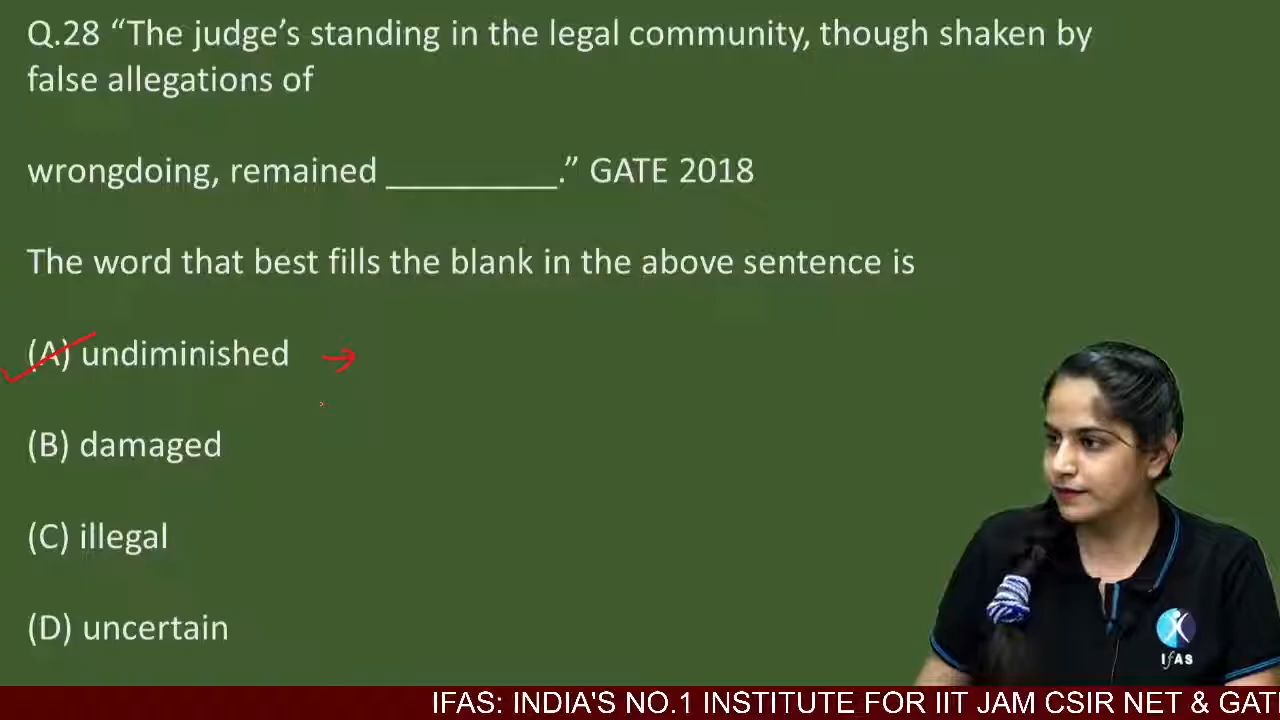 Q.28 “The judge’s standing in the legal community, though shaken by
false allegations of
wrongdoing, remained _________.” GATE 2018
The word that best fills the blank in the above sentence is
(A) undiminished
(B) damaged
(C) illegal
(D) uncertain
IFAS
IFAS: INDIA'S NO.1 INSTITUTE FOR IIT JAM CSIR NET & GAT